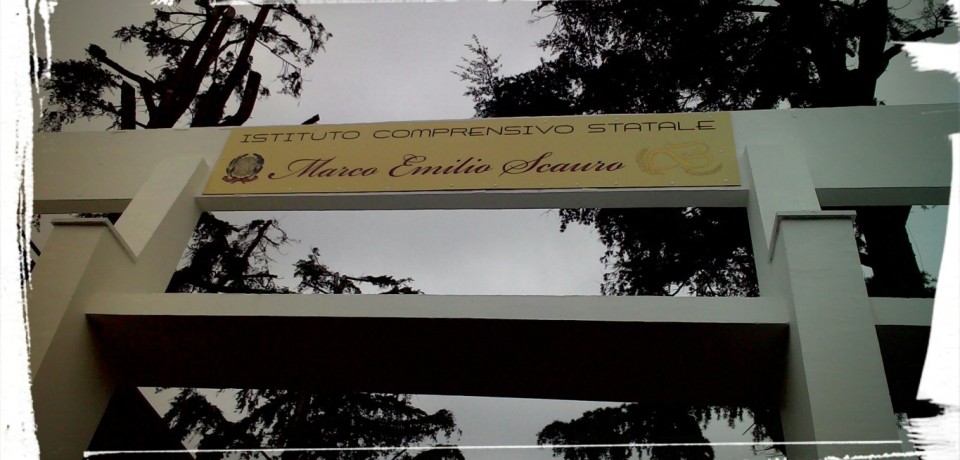 ISTITUTO COMPRENSIVO STATALE
Marco Emilio Scauro